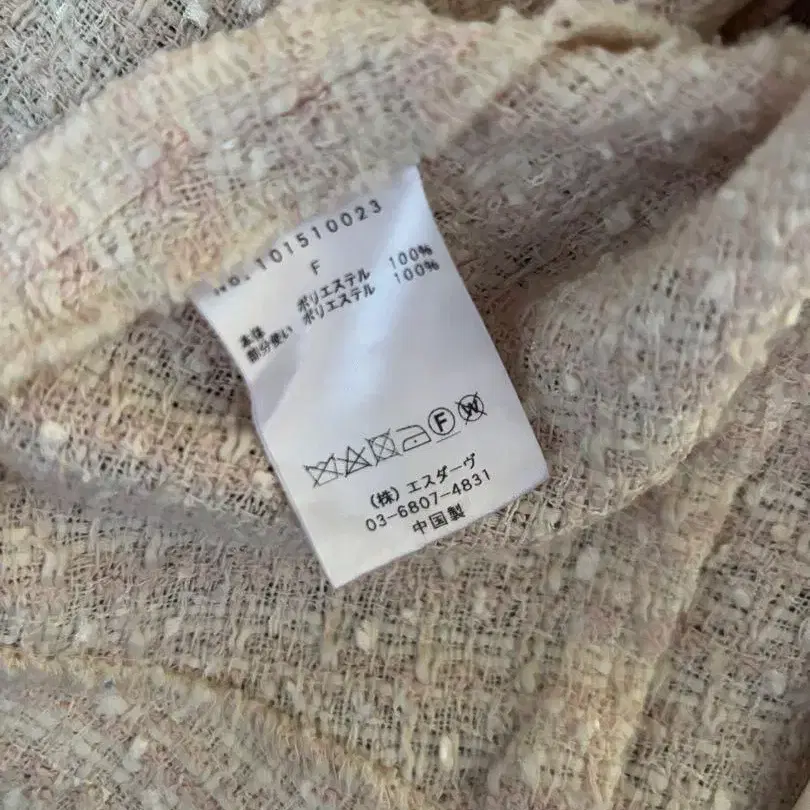 No.101510023
F
本体 ポリエステル 100%
部分使い ポリエステル 100%
F W
(株) エスダーヴ
03-6807-4831
中国製